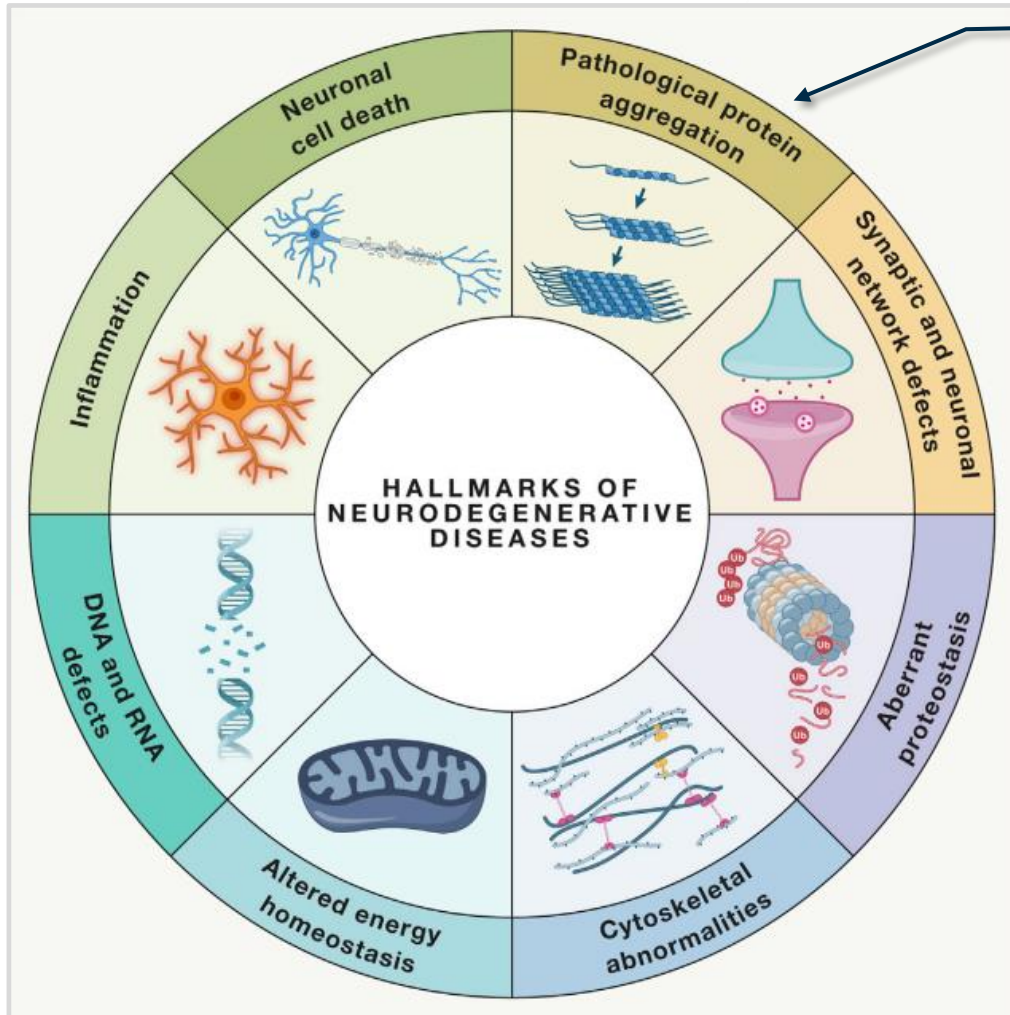 Neuronal
cell death
Pathological protein
aggregation
Synaptic and neuronal
network defects
Inflammation
HALLMARKS OF
NEURODEGENERATIVE
DISEASES
Ub
Ub
Ub
Ub
Ub
Ub
Ub
Ub
Aberrant
proteostasis
DNA and RNA
defects
Altered energy
homeostasis
Cytoskeletal
abnormalities